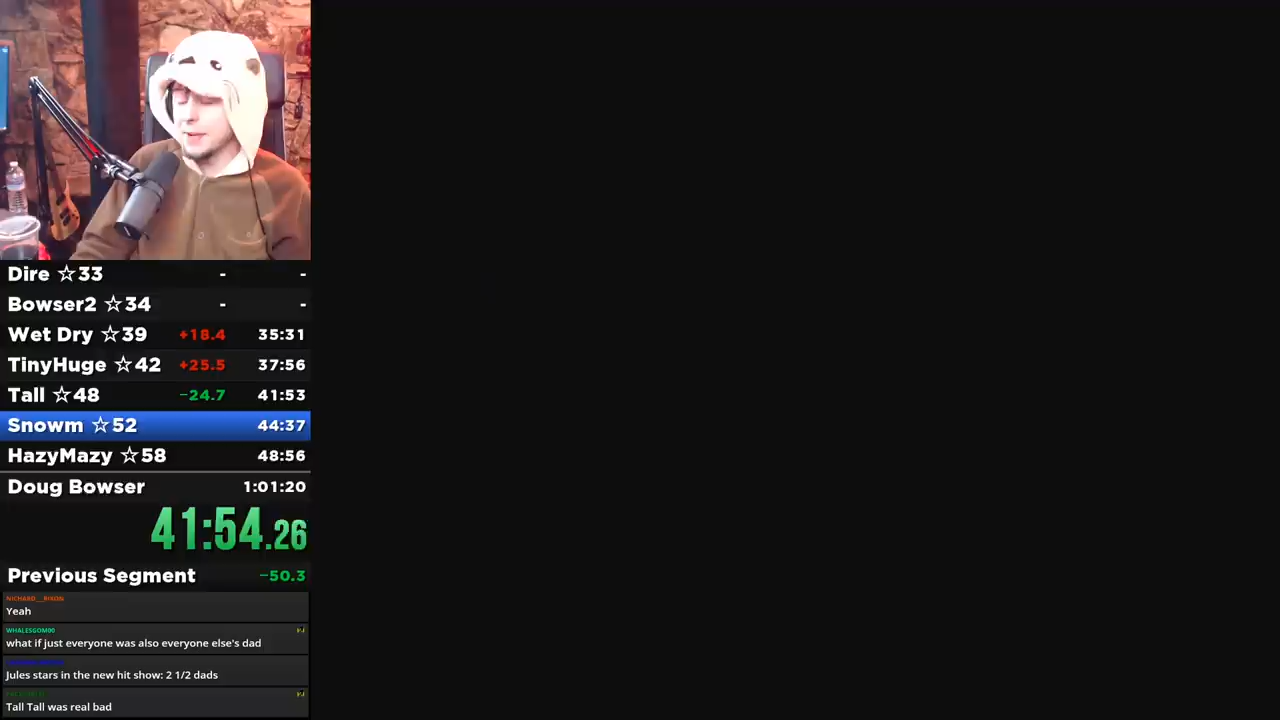 Dire ☆33 - -
Bowser2 ☆34 - -
Wet Dry ☆39 +18.4 35:31
TinyHuge ☆42 +25.5 37:56
Tall ☆48 −24.7 41:53
Snowm ☆52 44:37
HazyMazy ☆58 48:56
Doug Bowser 1:01:20
41:54.26
Previous Segment −50.3
NICHARD__RIXON
Yeah
WHALESGOM00
what if just everyone was also everyone else's dad
Jules stars in the new hit show: 2 1/2 dads
Tall Tall was real bad